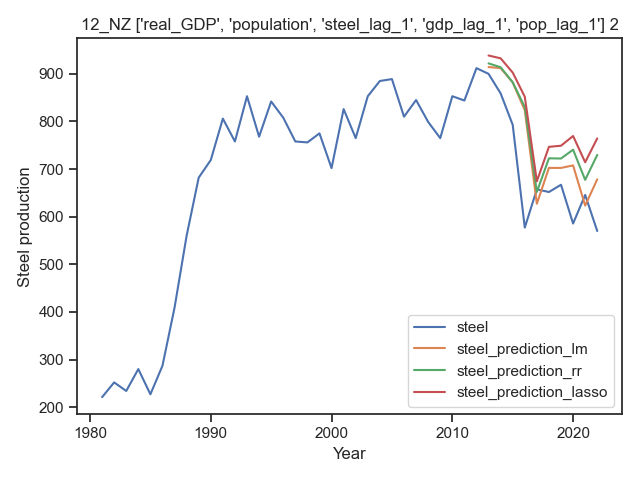 12_NZ ['real_GDP', 'population', 'steel_lag_1', 'gdp_lag_1', 'pop_lag_1'] 2
Steel production
900
800
700
600
500
400
300
200
1980
1990
2000
2010
2020
Year
steel
steel_prediction_lm
steel_prediction_rr
steel_prediction_lasso